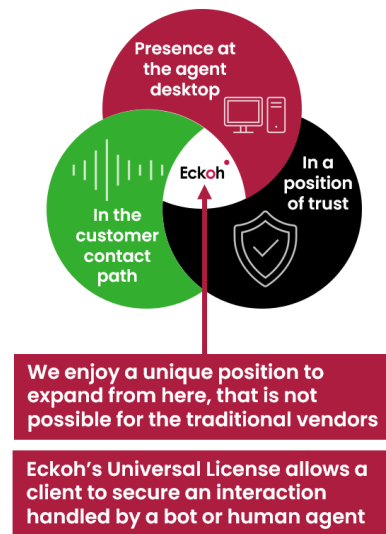 Presence at
the agent
desktop
Eckoh
In a
position
of trust
In the
customer
contact
path
We enjoy a unique position to
expand from here, that is not
possible for the traditional vendors
Eckoh's Universal License allows a
client to secure an interaction
handled by a bot or human agent